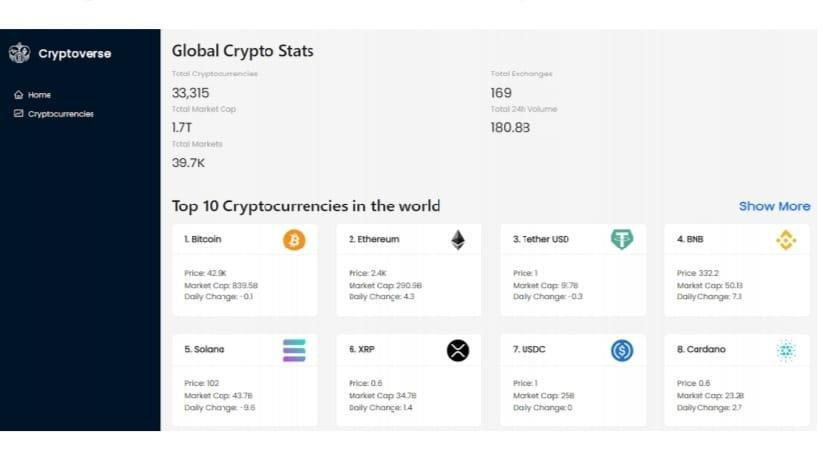 Cryptoverse
Home
Cryptocurrencies
Global Crypto Stats
Total Cryptocurrencies
33,315
Total Exchanges
169
Total Market Cap
1.7T
Total 24h Volume
180.8B
Total Markets
39.7K
Top 10 Cryptocurrencies in the world
Show More
1. Bitcoin
Price: 42.9K
Market Cap: 839.5B
Daily Change: -0.1
2. Ethereum
Price: 2.4K
Market Cap: 290.9B
Daily Change: 4.3
3. Tether USD
Price: 1
Market Cap: 91.7B
Daily Change: -0.3
4. BNB
Price: 332.2
Market Cap: 50.1B
Daily Change: 7.1
5. Solana
Price: 102
Market Cap: 43.7B
Daily Change: -9.6
6. XRP
Price: 0.6
Market Cap: 34.7B
Daily Change: 1.4
7. USDC
Price: 1
Market Cap: 25B
Daily Change: 0
8. Cardano
Price: 0.6
Market Cap: 23.2B
Daily Change: 2.7